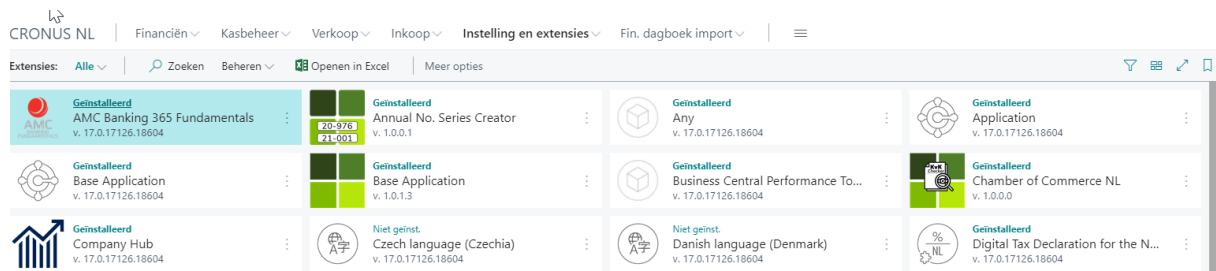 CRONUS NL Financiën Kasbeheer Verkoop Inkoop Instelling en extensies Fin. dagboek import
Extensies: Alle Zoeken Beheren Openen in Excel Meer opties
Geïnstalleerd
AMC Banking 365 Fundamentals
v. 17.0.17126.18604
AMC
Geïnstalleerd
Annual No. Series Creator
v. 1.0.0.1
20-976
21-001
Geïnstalleerd
Any
v. 17.0.17126.18604
Geïnstalleerd
Application
v. 17.0.17126.18604
Geïnstalleerd
Base Application
v. 17.0.17126.18604
Geïnstalleerd
Base Application
v. 1.0.1.3
Geïnstalleerd
Business Central Performance To...
v. 17.0.17126.18604
KvK
Geïnstalleerd
Chamber of Commerce NL
v. 1.0.0.0
Geïnstalleerd
Company Hub
v. 17.0.17126.18604
A字
Niet geïnst.
Czech language (Czechia)
v. 17.0.17126.18604
A字
Niet geïnst.
Danish language (Denmark)
v. 17.0.17126.18604
%
NL
Geïnstalleerd
Digital Tax Declaration for the N...
v. 17.0.17126.18604